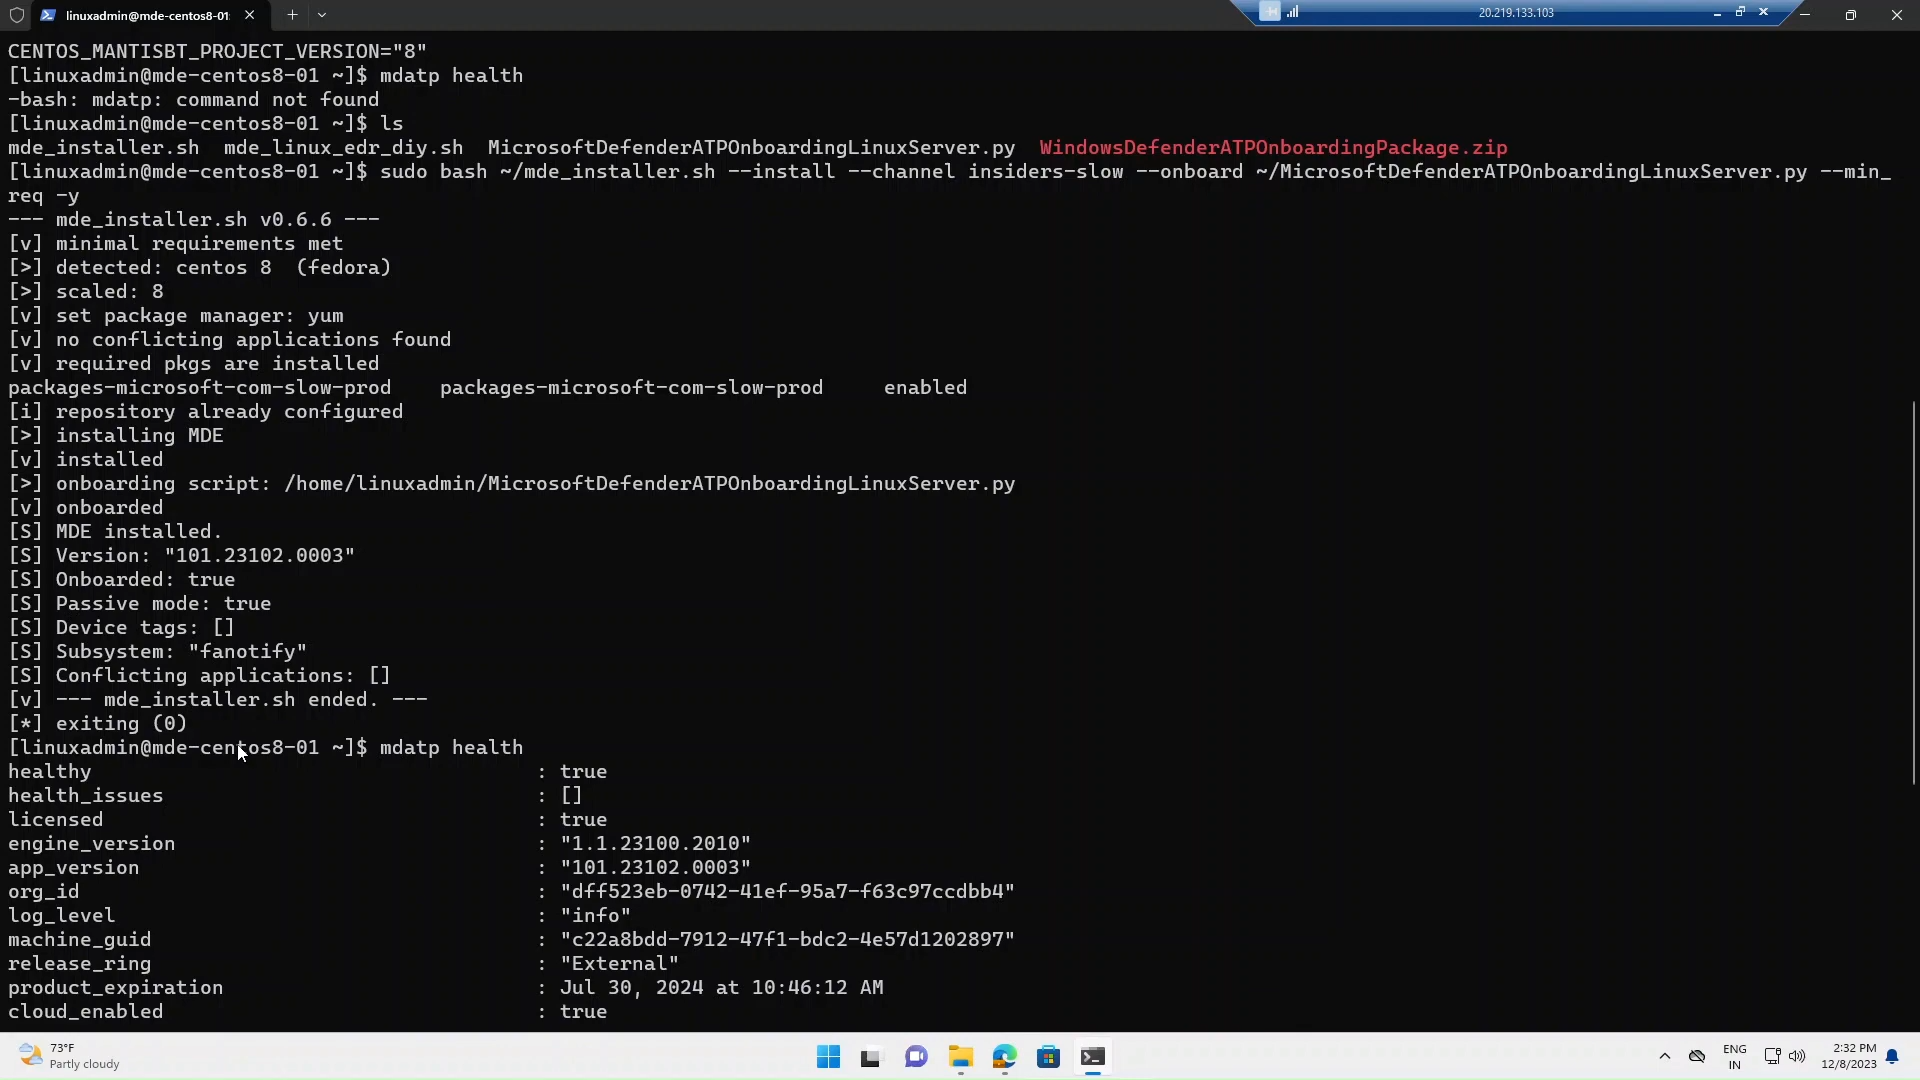 linuxadmin@mde-centos8-01:
20.219.133.103
CENTOS_MANTISBT_PROJECT_VERSION="8"
[linuxadmin@mde-centos8-01 ~]$ mdatp health
-bash: mdatp: command not found
[linuxadmin@mde-centos8-01 ~]$ ls
mde_installer.sh  mde_linux_edr_diy.sh  MicrosoftDefenderATPOnboardingLinuxServer.py  WindowsDefenderATPOnboardingPackage.zip
[linuxadmin@mde-centos8-01 ~]$ sudo bash ~/mde_installer.sh --install --channel insiders-slow --onboard ~/MicrosoftDefenderATPOnboardingLinuxServer.py --min_
req -y
--- mde_installer.sh v0.6.6 ---
[v] minimal requirements met
[>] detected: centos 8  (fedora)
[>] scaled: 8
[v] set package manager: yum
[v] no conflicting applications found
[v] required pkgs are installed
packages-microsoft-com-slow-prod    packages-microsoft-com-slow-prod     enabled
[i] repository already configured
[>] installing MDE
[v] installed
[>] onboarding script: /home/linuxadmin/MicrosoftDefenderATPOnboardingLinuxServer.py
[v] onboarded
[S] MDE installed.
[S] Version: "101.23102.0003"
[S] Onboarded: true
[S] Passive mode: true
[S] Device tags: []
[S] Subsystem: "fanotify"
[S] Conflicting applications: []
[v] --- mde_installer.sh ended. ---
[*] exiting (0)
[linuxadmin@mde-centos8-01 ~]$ mdatp health
healthy : true
health_issues : []
licensed : true
engine_version : "1.1.23100.2010"
app_version : "101.23102.0003"
org_id : "dff523eb-0742-41ef-95a7-f63c97ccdbb4"
log_level : "info"
machine_guid : "c22a8bdd-7912-47f1-bdc2-4e57d1202897"
release_ring : "External"
product_expiration : Jul 30, 2024 at 10:46:12 AM
cloud_enabled : true
73°F
Partly cloudy
ENG
IN
2:32 PM
12/8/2023